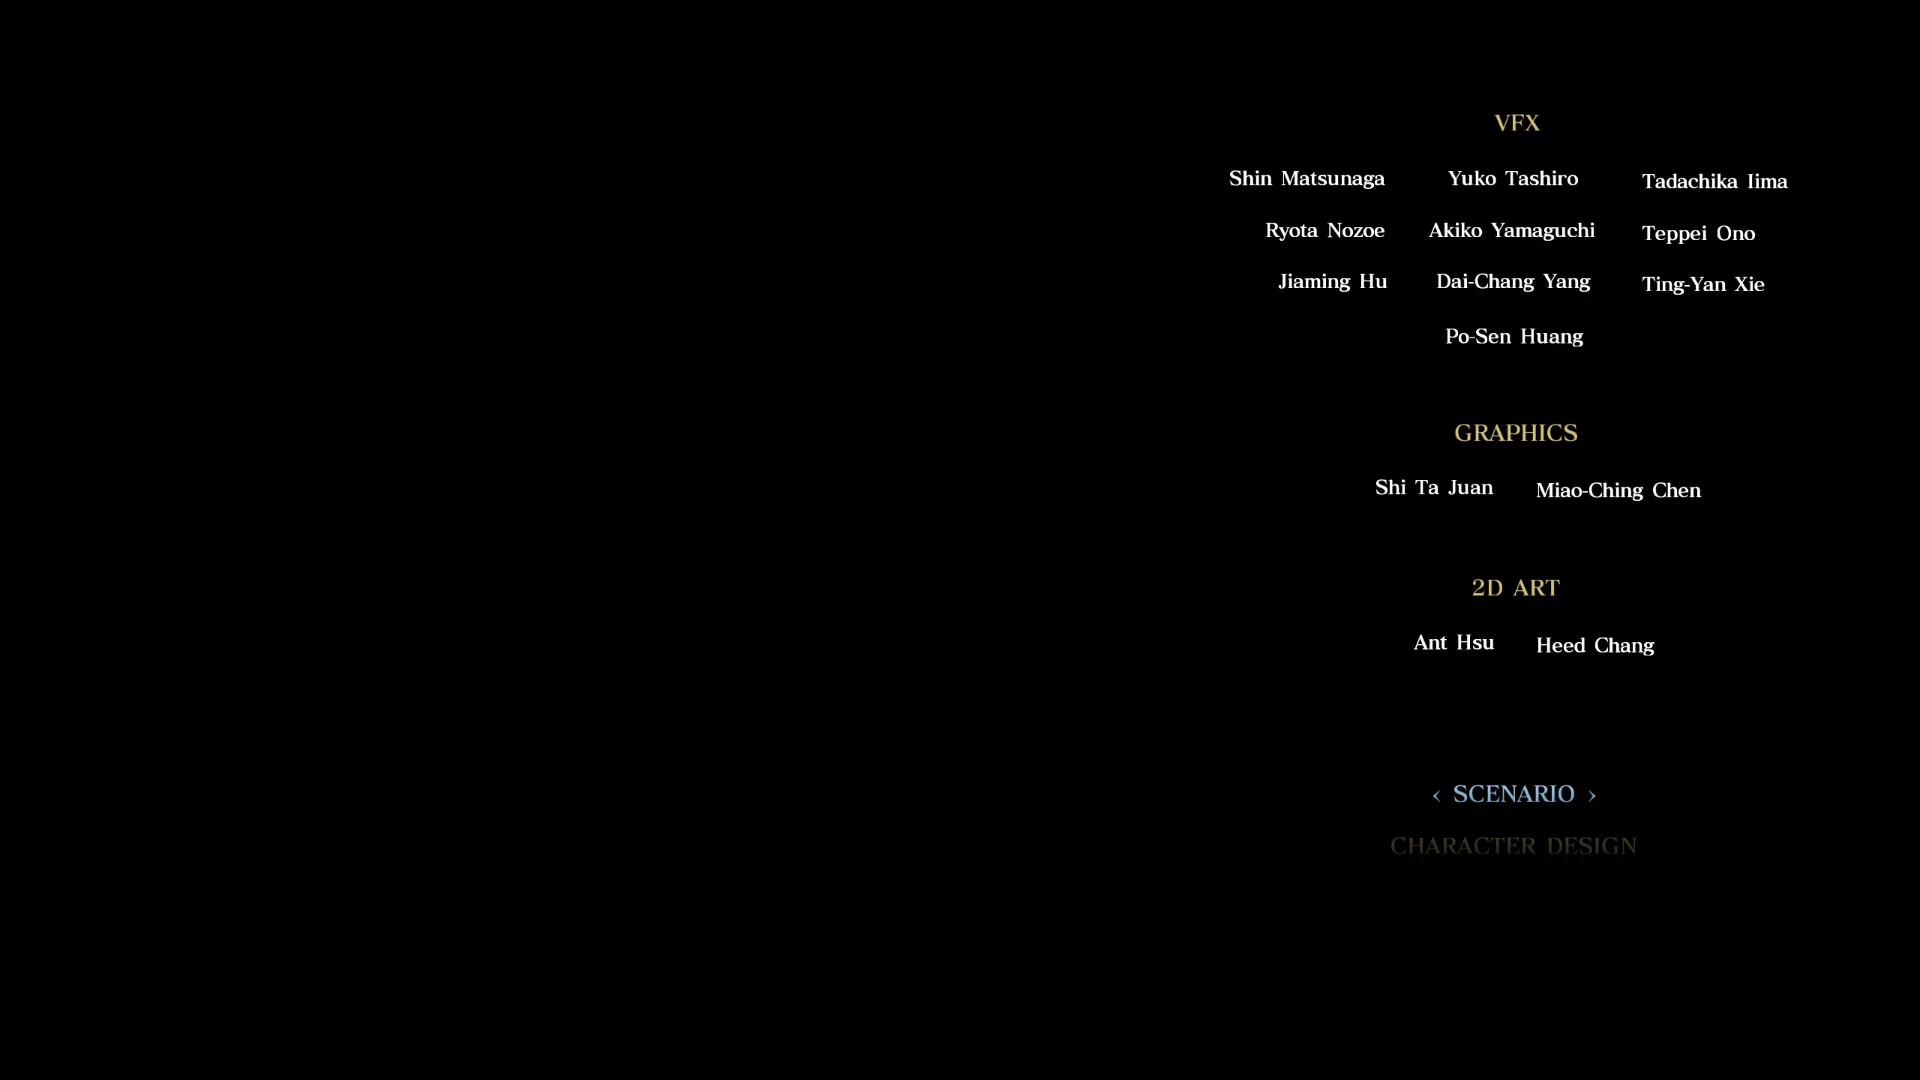 VFX
Shin Matsunaga Yuko Tashiro Tadachika Iima
Ryota Nozoe Akiko Yamaguchi Teppei Ono
Jiaming Hu Dai-Chang Yang Ting-Yan Xie
Po-Sen Huang
GRAPHICS
Shi Ta Juan Miao-Ching Chen
2D ART
Ant Hsu Heed Chang
‹ SCENARIO ›
CHARACTER DESIGN